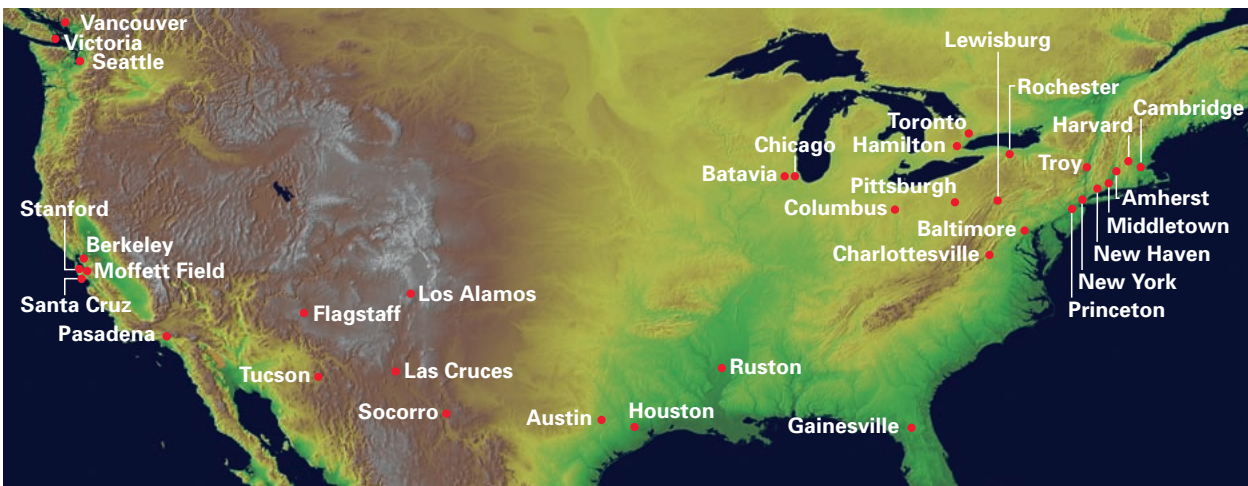 Vancouver
Victoria
Seattle
Lewisburg
Rochester
Cambridge
Harvard
Toronto
Chicago
Hamilton
Troy
Batavia
Pittsburgh
Amherst
Columbus
Stanford
Middletown
Baltimore
Berkeley
Charlottesville
New Haven
Moffett Field
New York
Santa Cruz
Los Alamos
Princeton
Flagstaff
Pasadena
Ruston
Tucson
Las Cruces
Socorro
Houston
Austin
Gainesville